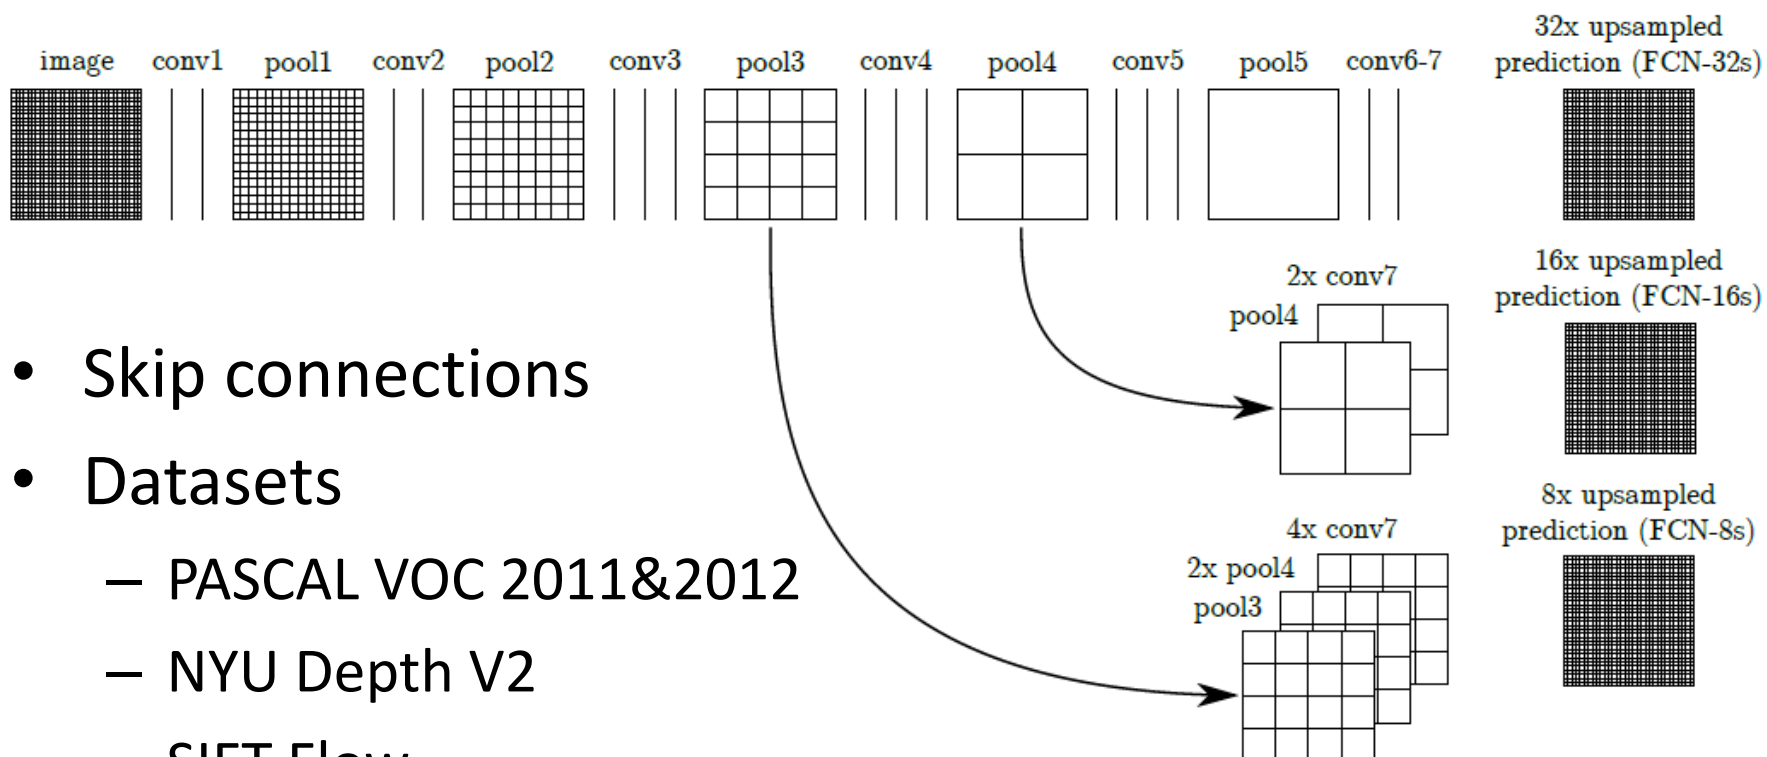 image conv1 pool1 conv2 pool2 conv3 pool3 conv4 pool4 conv5 pool5 conv6-7
32x upsampled
prediction (FCN-32s)
2x conv7
pool4
16x upsampled
prediction (FCN-16s)
4x conv7
2x pool4
pool3
8x upsampled
prediction (FCN-8s)
• Skip connections
• Datasets
– PASCAL VOC 2011&2012
– NYU Depth V2
SIFT Flow